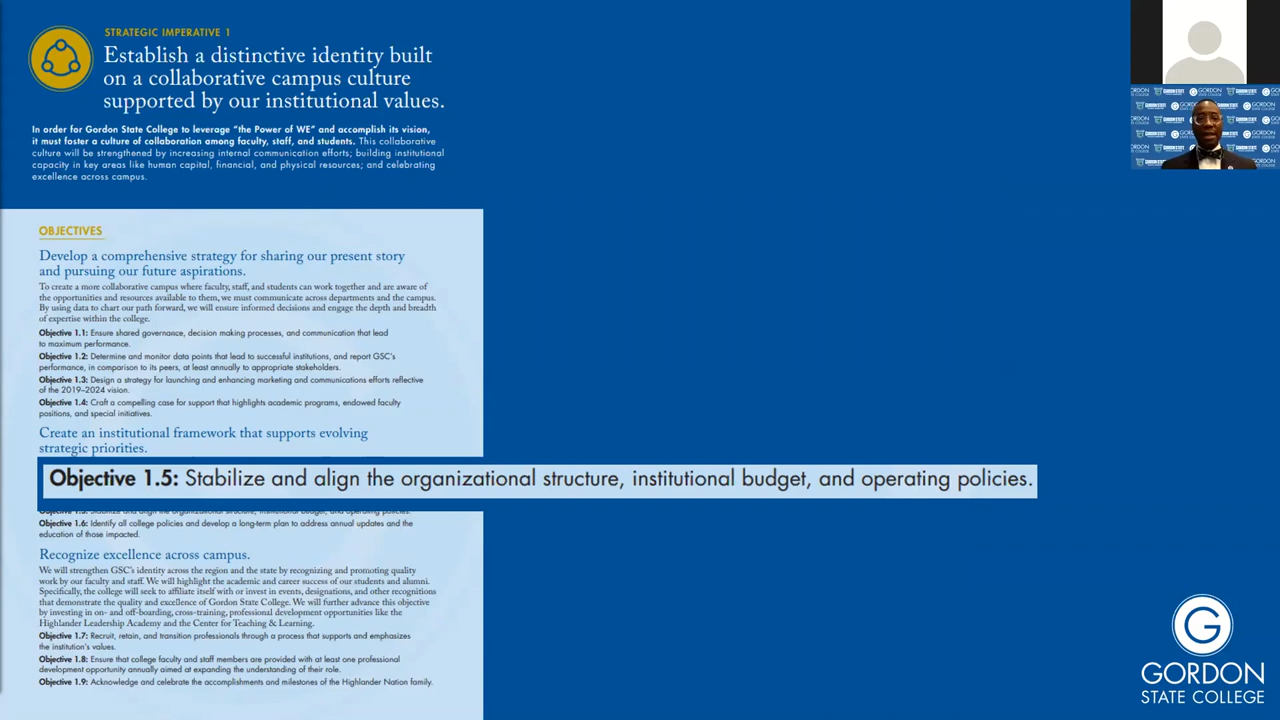 STRATEGIC IMPERATIVE 1
Establish a distinctive identity built
on a collaborative campus culture
supported by our institutional values.
In order for Gordon State College to leverage “the Power of WE” and accomplish its vision,
it must foster a culture of collaboration among faculty, staff, and students. This collaborative
culture will be strengthened by increasing internal communication efforts; building institutional
capacity in key areas like human capital, financial, and physical resources; and celebrating
excellence across campus.
OBJECTIVES
Develop a comprehensive strategy for sharing our present story
and pursuing our future aspirations.
To create a more collaborative campus where faculty, staff, and students can work together and are aware of
the opportunities and resources available to them, we must communicate across departments and the campus.
By using data to chart our path forward, we will ensure informed decisions and engage the depth and breadth
of expertise within the college.
Objective 1.1: Ensure shared governance, decision making processes, and communication that lead
to maximum performance.
Objective 1.2: Determine and monitor data points that lead to successful institutions, and report GSC’s
performance, in comparison to its peers, at least annually to appropriate stakeholders.
Objective 1.3: Design a strategy for launching and enhancing marketing and communications efforts reflective
of the 2019–2024 vision.
Objective 1.4: Craft a compelling case for support that highlights academic programs, endowed faculty
positions, and special initiatives.
Create an institutional framework that supports evolving
strategic priorities.
Objective 1.5: Stabilize and align the organizational structure, institutional budget, and operating policies.
Objective 1.6: Identify all college policies and develop a long-term plan to address annual updates and the
education of those impacted.
Recognize excellence across campus.
We will strengthen GSC’s identity across the region and the state by recognizing and promoting quality
work by our faculty and staff. We will highlight the academic and career success of our students and alumni.
Specifically, the college will seek to affiliate itself with or invest in events, designations, and other recognitions
that demonstrate the quality and excellence of Gordon State College. We will further advance this objective
by investing in on- and off-boarding, cross-training, professional development opportunities like the
Highlander Leadership Academy and the Center for Teaching & Learning.
Objective 1.7: Recruit, retain, and transition professionals through a process that supports and emphasizes
the institution’s values.
Objective 1.8: Ensure that college faculty and staff members are provided with at least one professional
development opportunity annually aimed at expanding the understanding of their role.
Objective 1.9: Acknowledge and celebrate the accomplishments and milestones of the Highlander Nation family.
G
GORDON
STATE COLLEGE